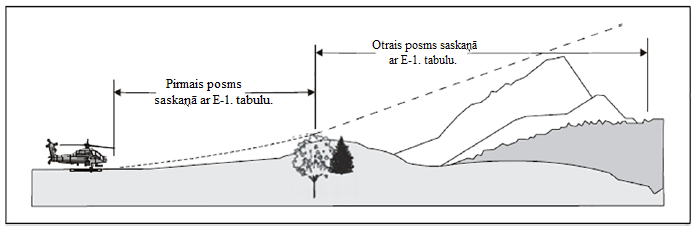 Otrais posms saskaņā
ar E-1. tabulu.
Pirmais posms
saskaņā ar E-1. tabulu.